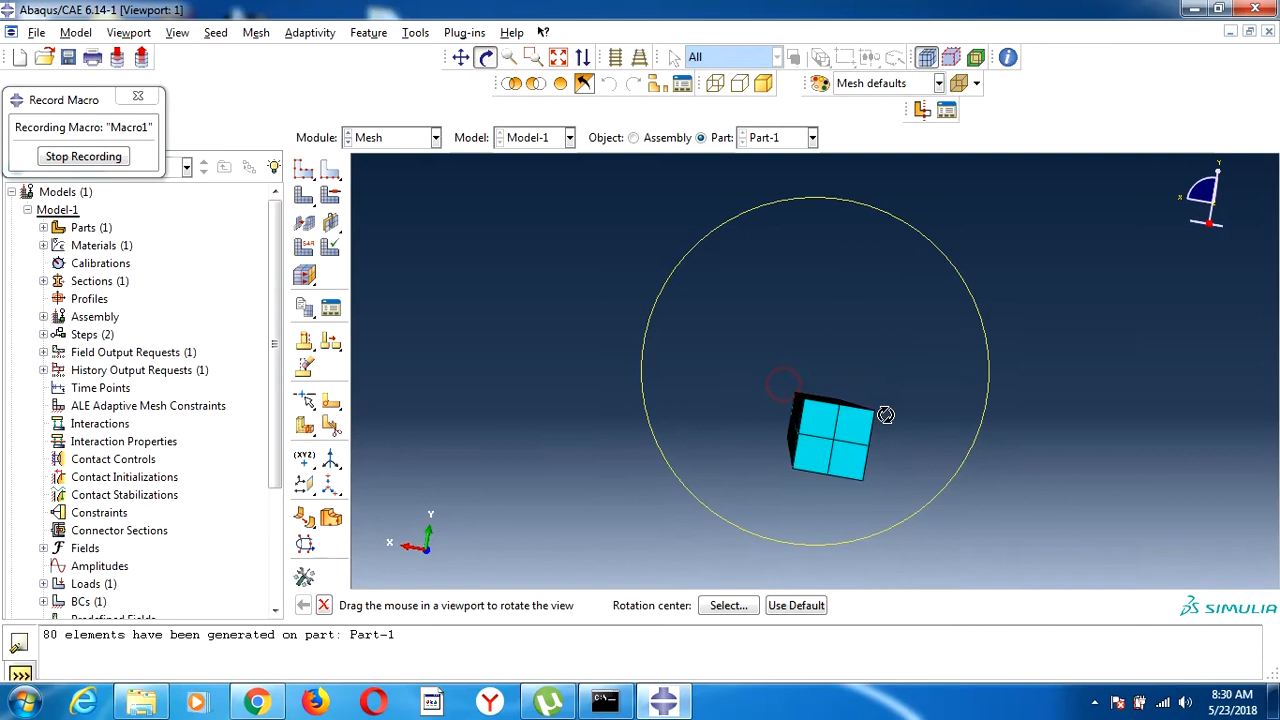 Abaqus/CAE 6.14-1 [Viewport: 1]
File Model Viewport View Seed Mesh Adaptivity Feature Tools Plug-ins Help
All
Mesh defaults
Record Macro
Recording Macro: "Macro1"
Stop Recording
Module: Mesh Model: Model-1 Object: Assembly Part: Part-1
Models (1)
Model-1
Parts (1)
Materials (1)
Calibrations
Sections (1)
Profiles
Assembly
Steps (2)
Field Output Requests (1)
History Output Requests (1)
Time Points
ALE Adaptive Mesh Constraints
Interactions
Interaction Properties
Contact Controls
Contact Initializations
Contact Stabilizations
Constraints
Connector Sections
Fields
Amplitudes
Loads (1)
BCs (1)
S4R
(XYZ)
Y
X
Y
X
Drag the mouse in a viewport to rotate the view Rotation center: Select... Use Default
SIMULIA
80 elements have been generated on part: Part-1
>>>
8:30 AM
5/23/2018